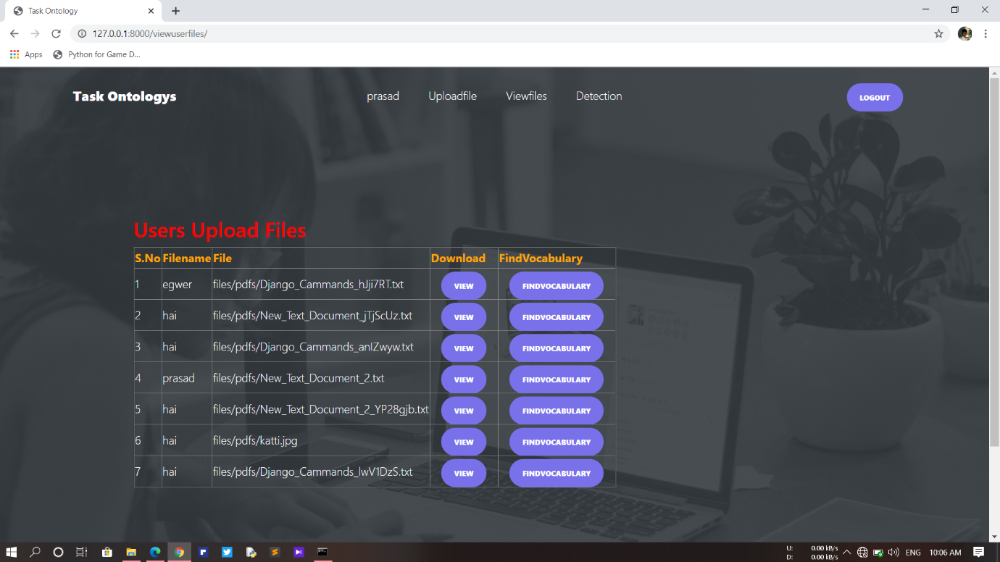 Task Ontology
127.0.0.1:8000/viewuserfiles/
Apps Python for Game D...
Task Ontologys prasad Uploadfile Viewfiles Detection LOGOUT
Users Upload Files
S.No Filename File Download FindVocabulary
1 egwer files/pdfs/Django_Cammands_hJji7RT.txt VIEW FINDVOCABULARY
2 hai files/pdfs/New_Text_Document_jTjScUz.txt VIEW FINDVOCABULARY
3 hai files/pdfs/Django_Cammands_anIZwyw.txt VIEW FINDVOCABULARY
4 prasad files/pdfs/New_Text_Document_2.txt VIEW FINDVOCABULARY
5 hai files/pdfs/New_Text_Document_2_YP28gjb.txt VIEW FINDVOCABULARY
6 hai files/pdfs/katti.jpg VIEW FINDVOCABULARY
7 hai files/pdfs/Django_Cammands_IwV1DzS.txt VIEW FINDVOCABULARY
U: 0.00 kB/s
D: 0.00 kB/s
ENG 10:06 AM